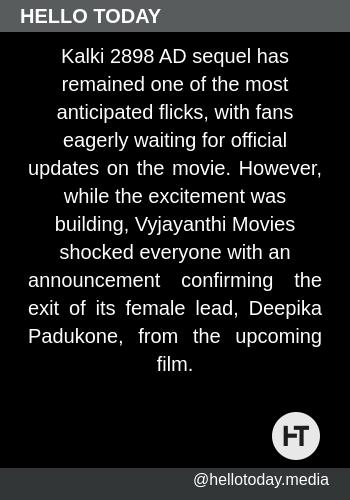 HELLO TODAY
Kalki 2898 AD sequel has
remained one of the most
anticipated flicks, with fans
eagerly waiting for official
updates on the movie. However,
while the excitement was
building, Vyjayanthi Movies
shocked everyone with an
announcement confirming the
exit of its female lead, Deepika
Padukone, from the upcoming
film.
HT
@hellotoday.media